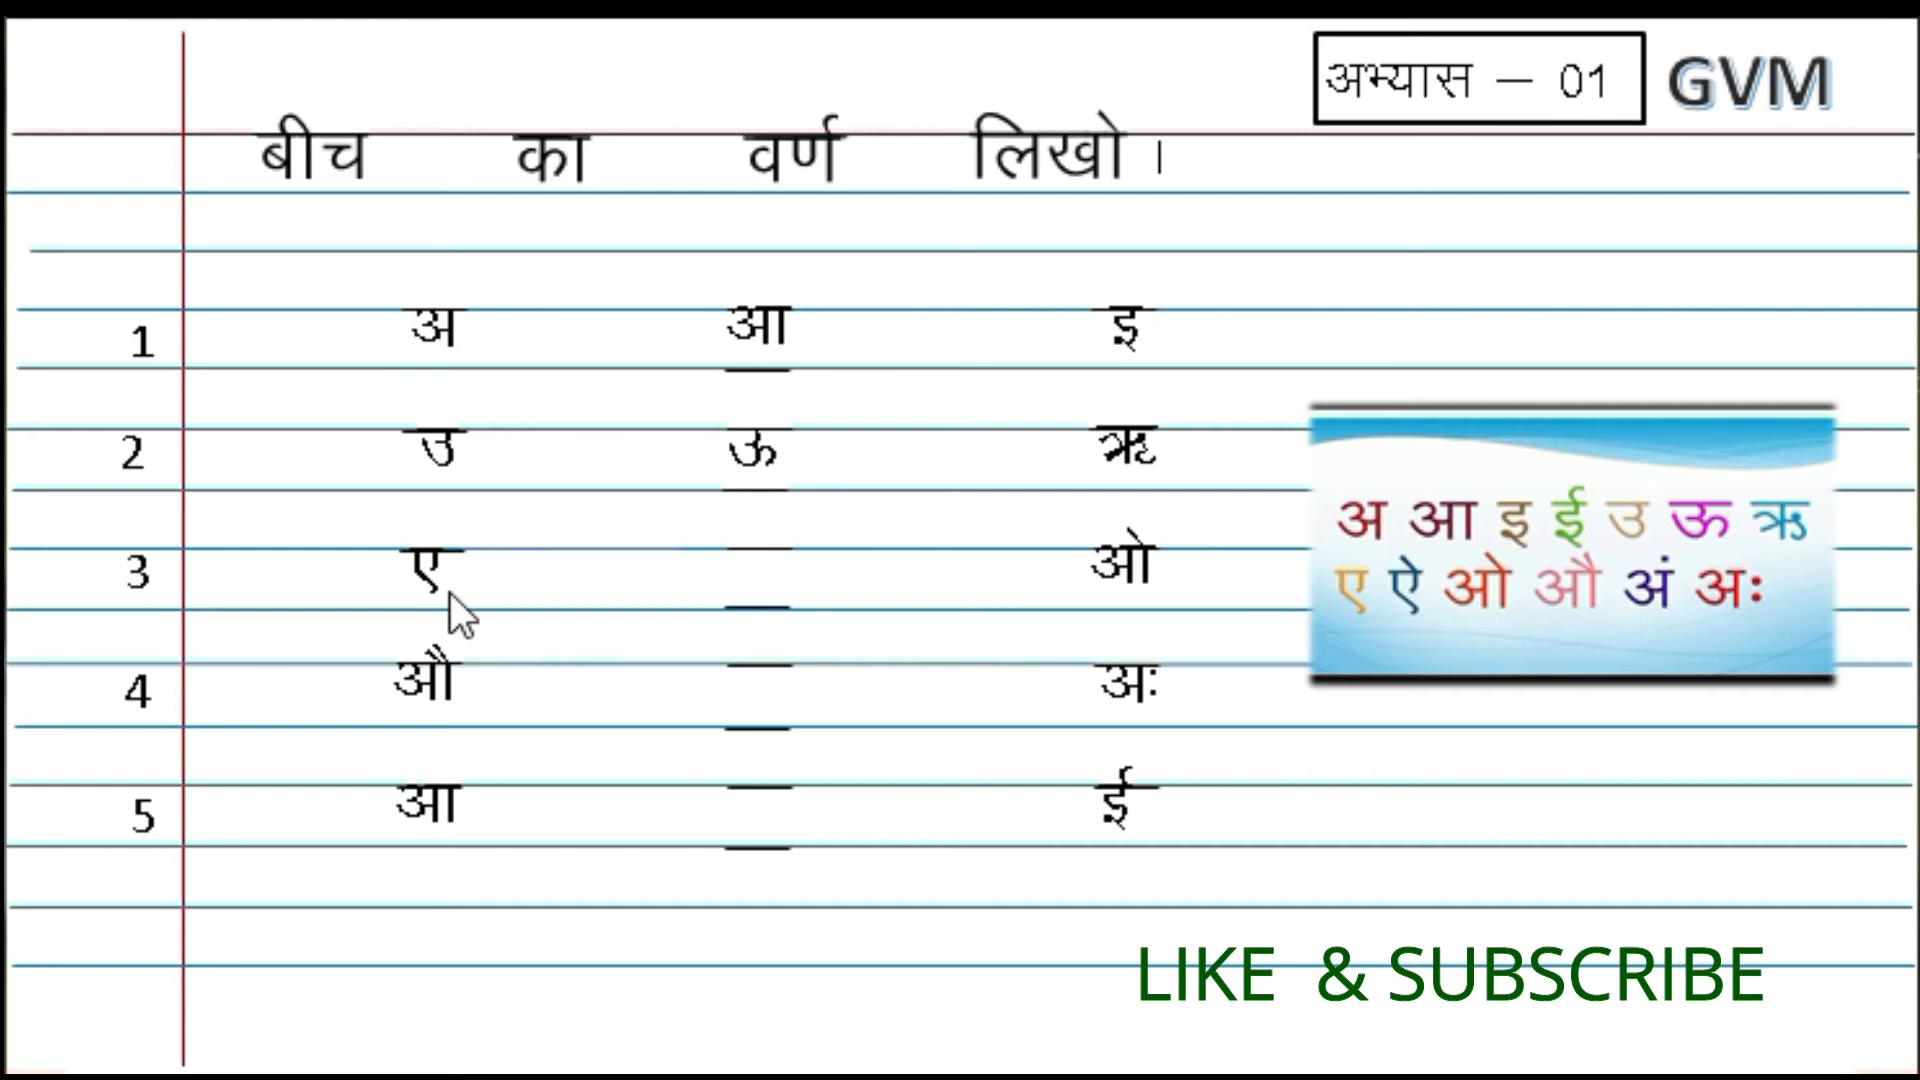 अभ्यास – 01 GVM
बीच का वर्ण लिखो ।
1 अ आ इ
2 उ ऊ ऋ
3 ए ओ
4 औ अः
5 आ ई
अ आ इ ई उ ऊ ऋ
ए ऐ ओ औ अं अः
LIKE & SUBSCRIBE